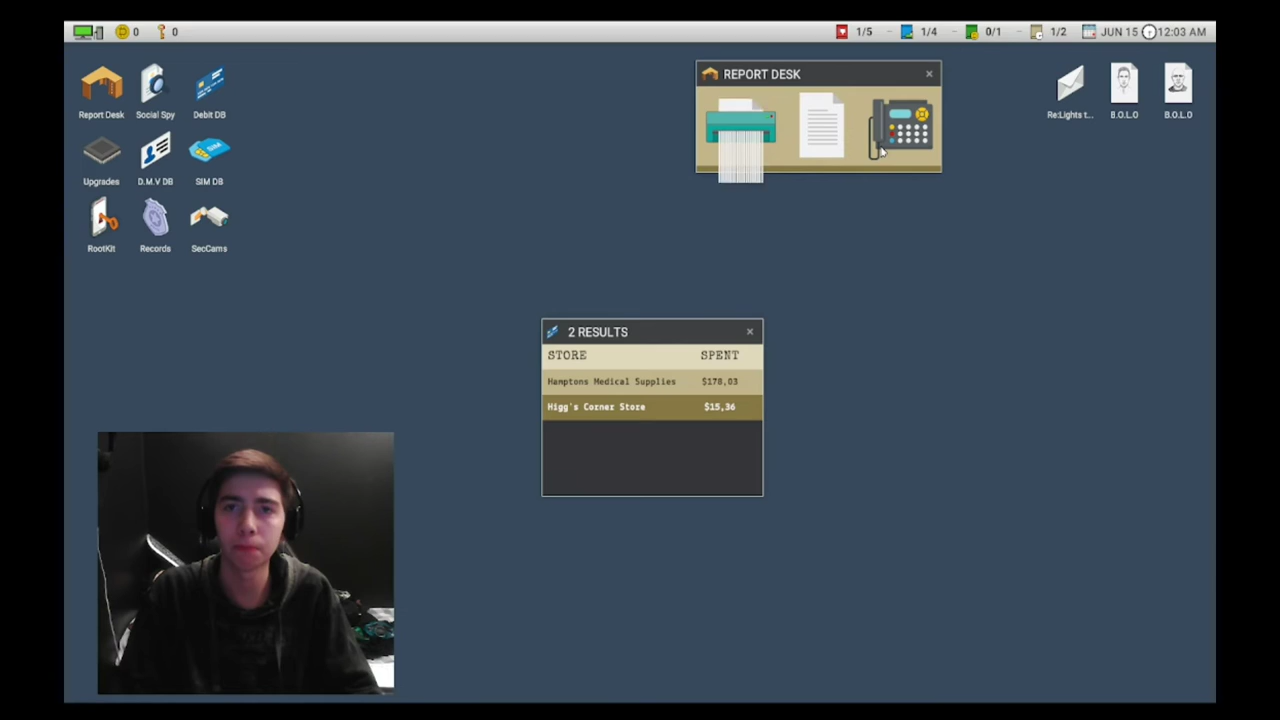 0
0
1/5
1/4
0/1
1/2
JUN 15
12:03 AM
Report Desk
Social Spy
Debit DB
Upgrades
D.M.V DB
SIM DB
RootKit
Records
SecCams
REPORT DESK
Re:Lights t...
B.O.L.O
B.O.L.O
2 RESULTS
STORE SPENT
Hamptons Medical Supplies $178,03
Higg's Corner Store $15,36